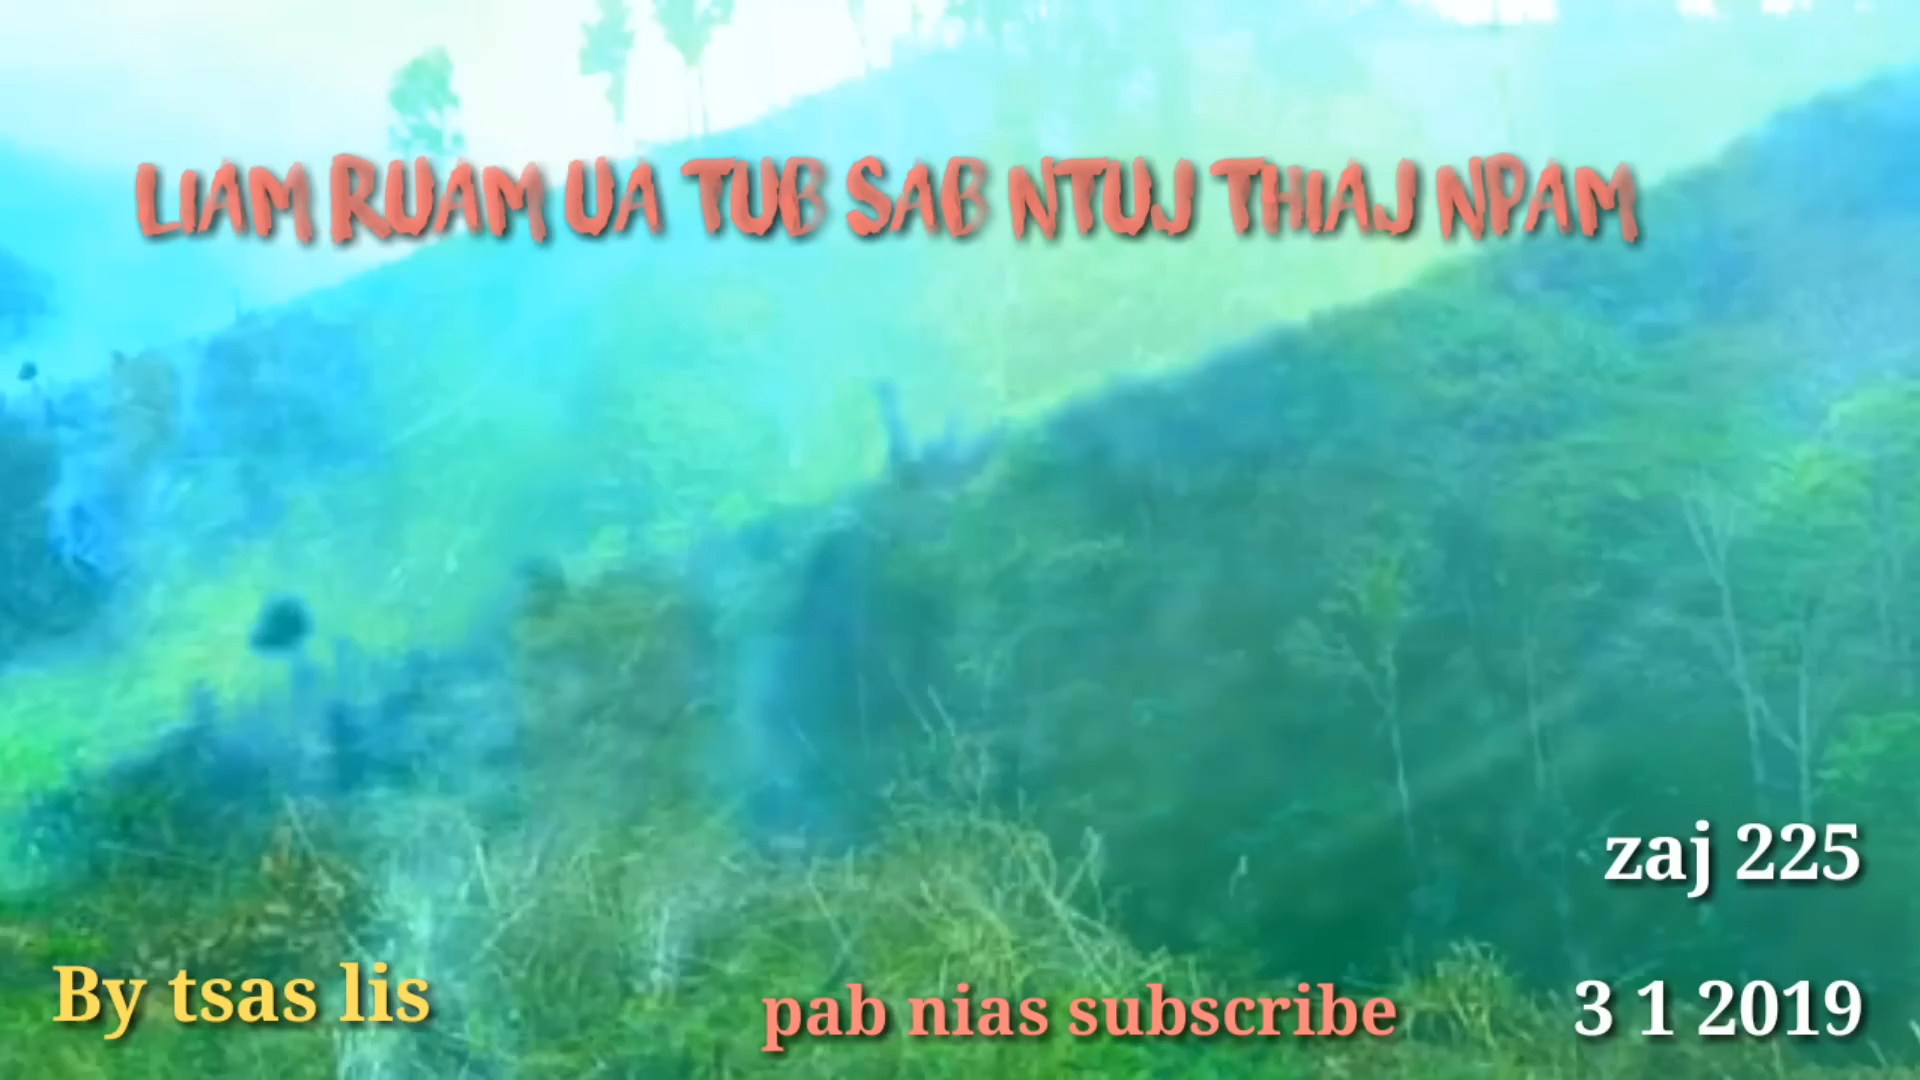 LIAM RUAM UA TUB SAB NTUJ THIAJ NPAM
zaj 225
By tsas lis
pab nias subscribe
3 1 2019